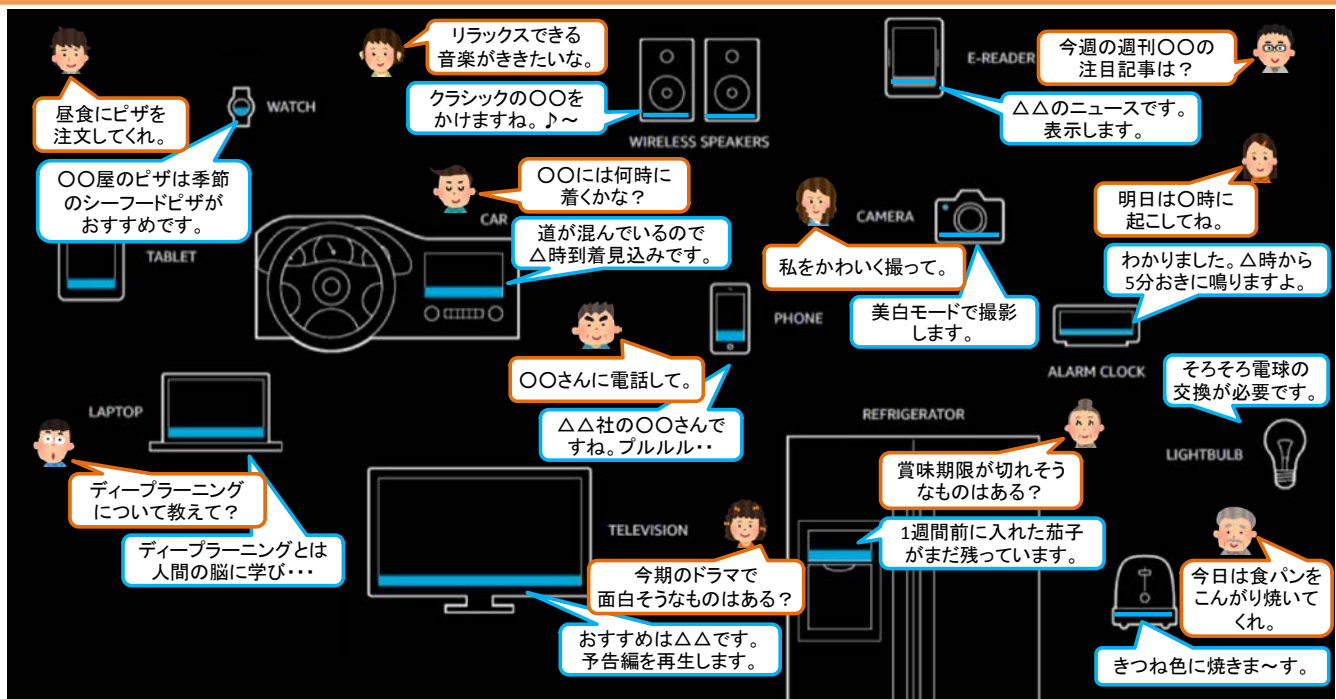 昼食にピザを
注文してくれ。
WATCH
〇〇屋のピザは季節
のシーフードピザが
おすすめです。
TABLET
リラックスできる
音楽がききたいな。
クラシックの〇〇を
かけますね。♪～
WIRELESS SPEAKERS
E-READER
今週の週刊〇〇の
注目記事は？
△△のニュースです。
表示します。
〇〇には何時に
着くかな？
CAR
道が混んでいるので
△時到着見込みです。
CAMERA
私をかわいく撮って。
美白モードで撮影
します。
明日は〇時に
起こしてね。
わかりました。△時から
5分おきに鳴りますよ。
ALARM CLOCK
PHONE
〇〇さんに電話して。
△△社の〇〇さんで
すね。プルルル・・
LAPTOP
ディープラーニング
について教えて？
ディープラーニングとは
人間の脳に学び・・・
TELEVISION
今期のドラマで
面白そうなものはある？
おすすめは△△です。
予告編を再生します。
REFRIGERATOR
賞味期限が切れそう
なものはある？
1週間前に入れた茄子
がまだ残っています。
そろそろ電球の
交換が必要です。
LIGHTBULB
今日は食パンを
こんがり焼いて
くれ。
きつね色に焼きま～す。